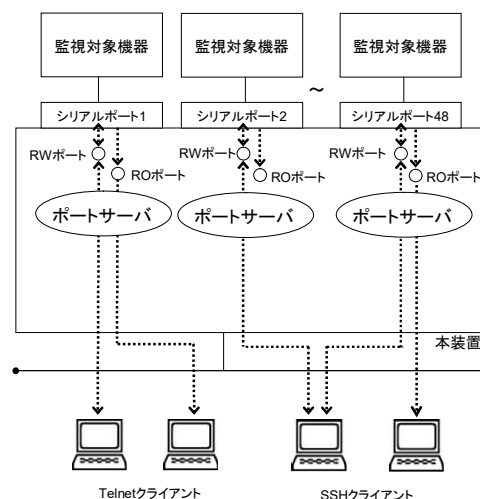 監視対象機器 監視対象機器 監視対象機器
~
シリアルポート1 シリアルポート2 シリアルポート48
RWポート RWポート RWポート
ROポート ROポート ROポート
ポートサーバ ポートサーバ ポートサーバ
本装置
Telnetクライアント SSHクライアント